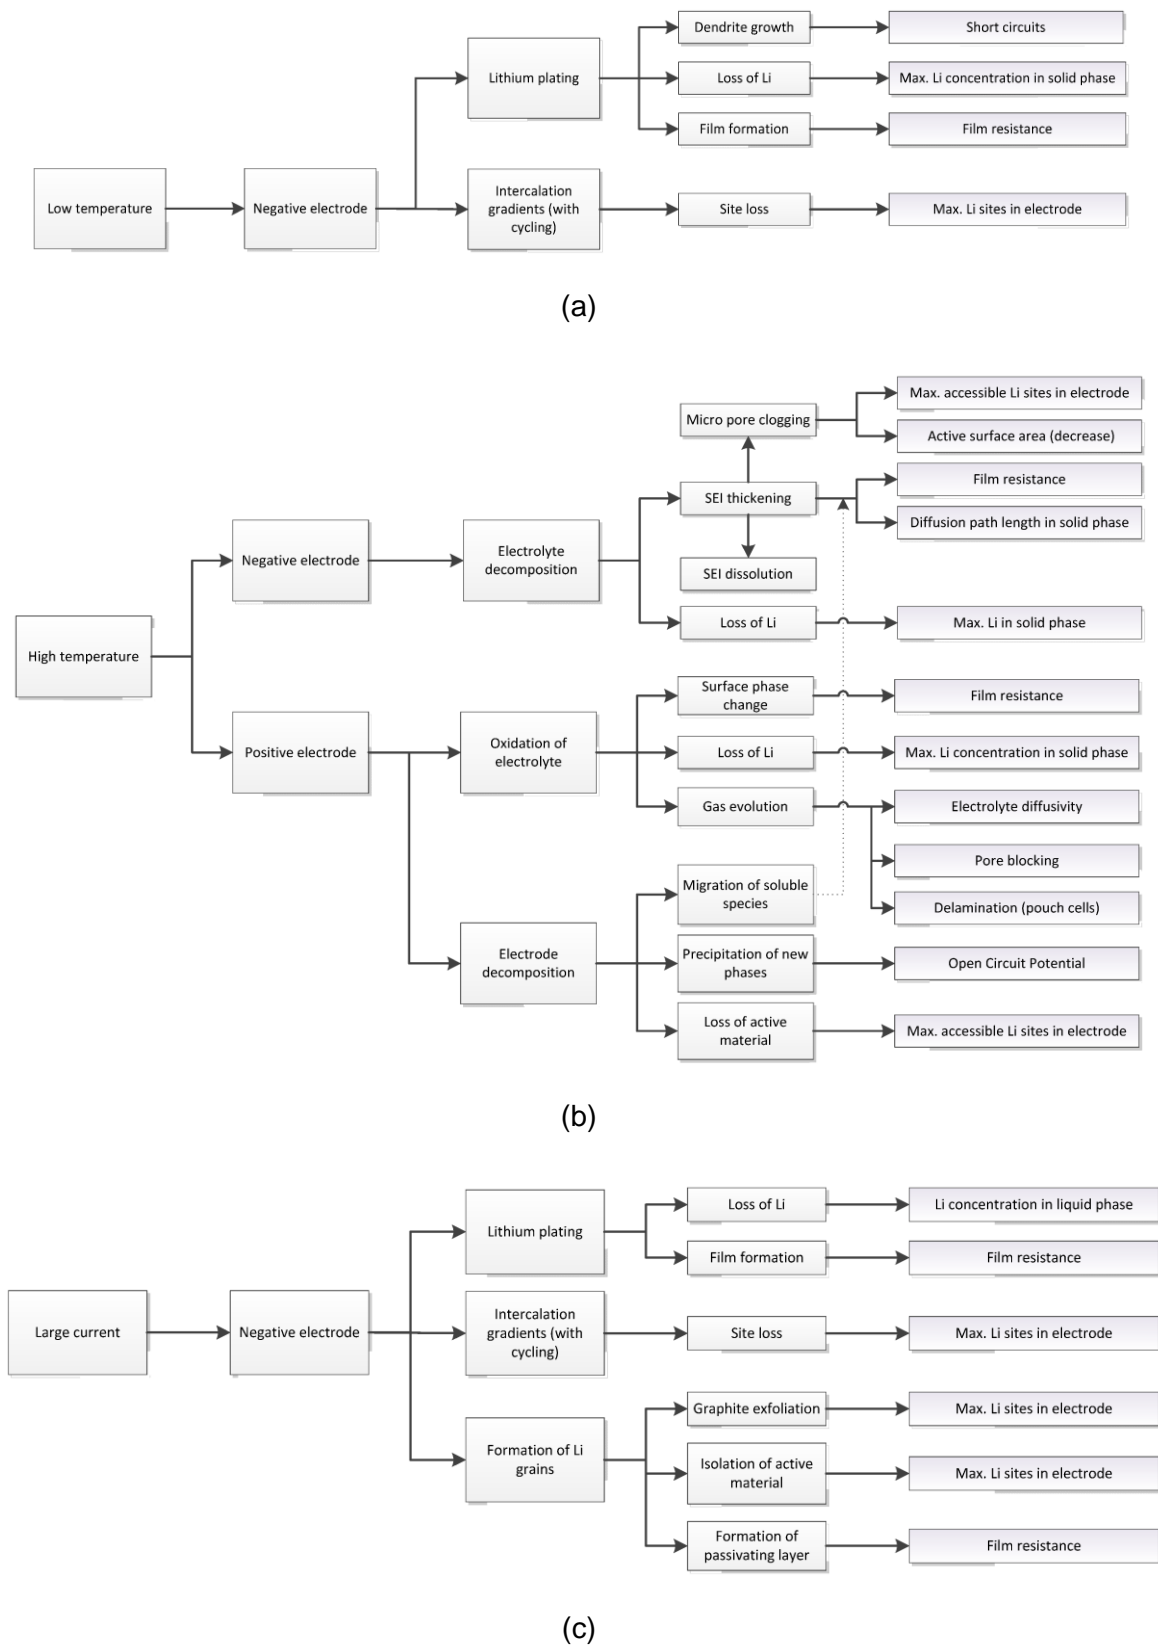 Dendrite growth
Short circuits
Lithium plating
Loss of Li
Max. Li concentration in solid phase
Film formation
Film resistance
Low temperature
Negative electrode
Intercalation
gradients (with
cycling)
Site loss
Max. Li sites in electrode
(a)
Micro pore clogging
Max. accessible Li sites in electrode
Active surface area (decrease)
SEI thickening
Film resistance
Diffusion path length in solid phase
Negative electrode
Electrolyte
decomposition
SEI dissolution
Loss of Li
Max. Li in solid phase
High temperature
Surface phase
change
Film resistance
Positive electrode
Oxidation of
electrolyte
Loss of Li
Max. Li concentration in solid phase
Gas evolution
Electrolyte diffusivity
Pore blocking
Delamination (pouch cells)
Migration of soluble
species
Electrode
decomposition
Precipitation of new
phases
Open Circuit Potential
Loss of active
material
Max. accessible Li sites in electrode
(b)
Lithium plating
Loss of Li
Li concentration in liquid phase
Film formation
Film resistance
Large current
Negative electrode
Intercalation
gradients (with
cycling)
Site loss
Max. Li sites in electrode
Formation of Li
grains
Graphite exfoliation
Max. Li sites in electrode
Isolation of active
material
Max. Li sites in electrode
Formation of
passivating layer
Film resistance
(c)